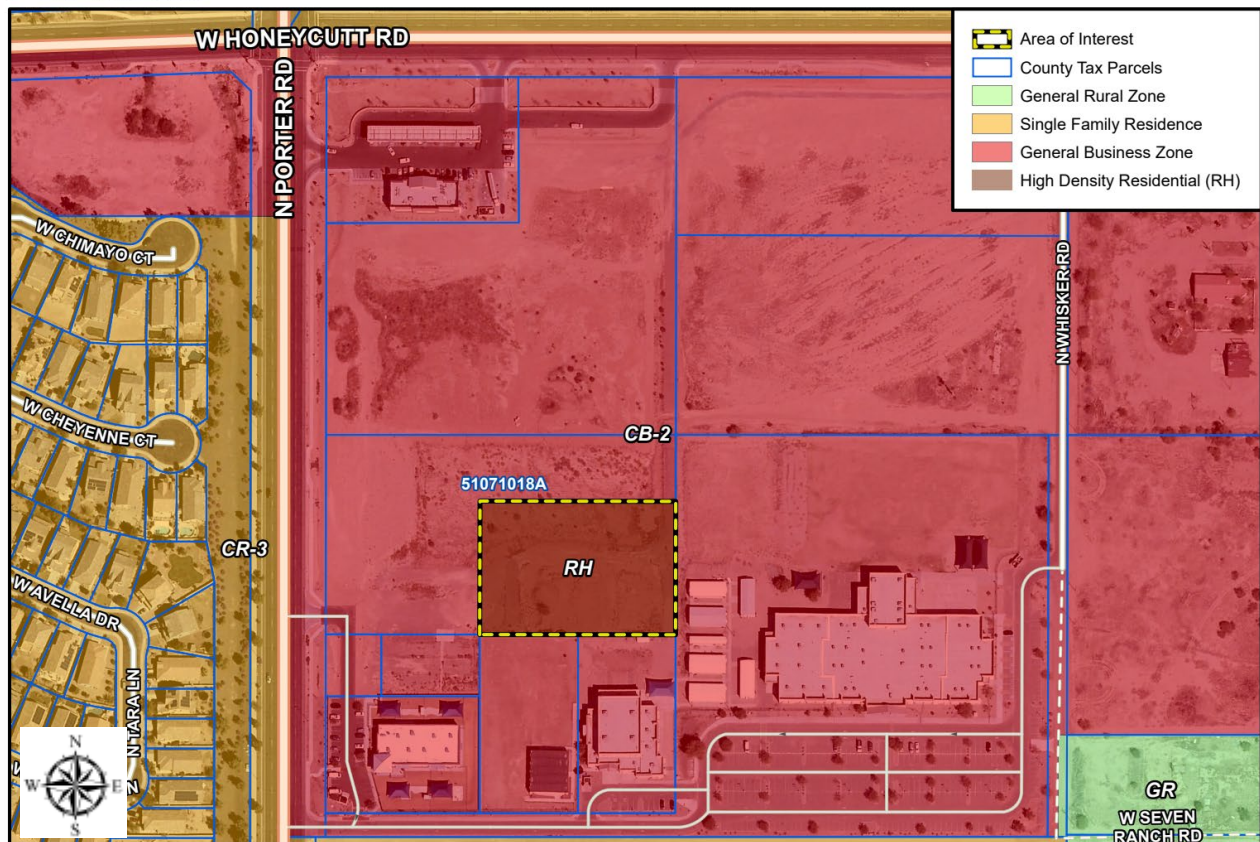 W HONEYCUTT RD
N PORTER RD
Area of Interest
County Tax Parcels
General Rural Zone
Single Family Residence
General Business Zone
High Density Residential (RH)
W CHIMAYO CT
N WHISKER RD
W CHEYENNE CT
CB-2
51071018A
CR-3
RH
W AVELLA DR
N TARA LN
N
N
W E
S
GR
W SEVEN
RANCH RD